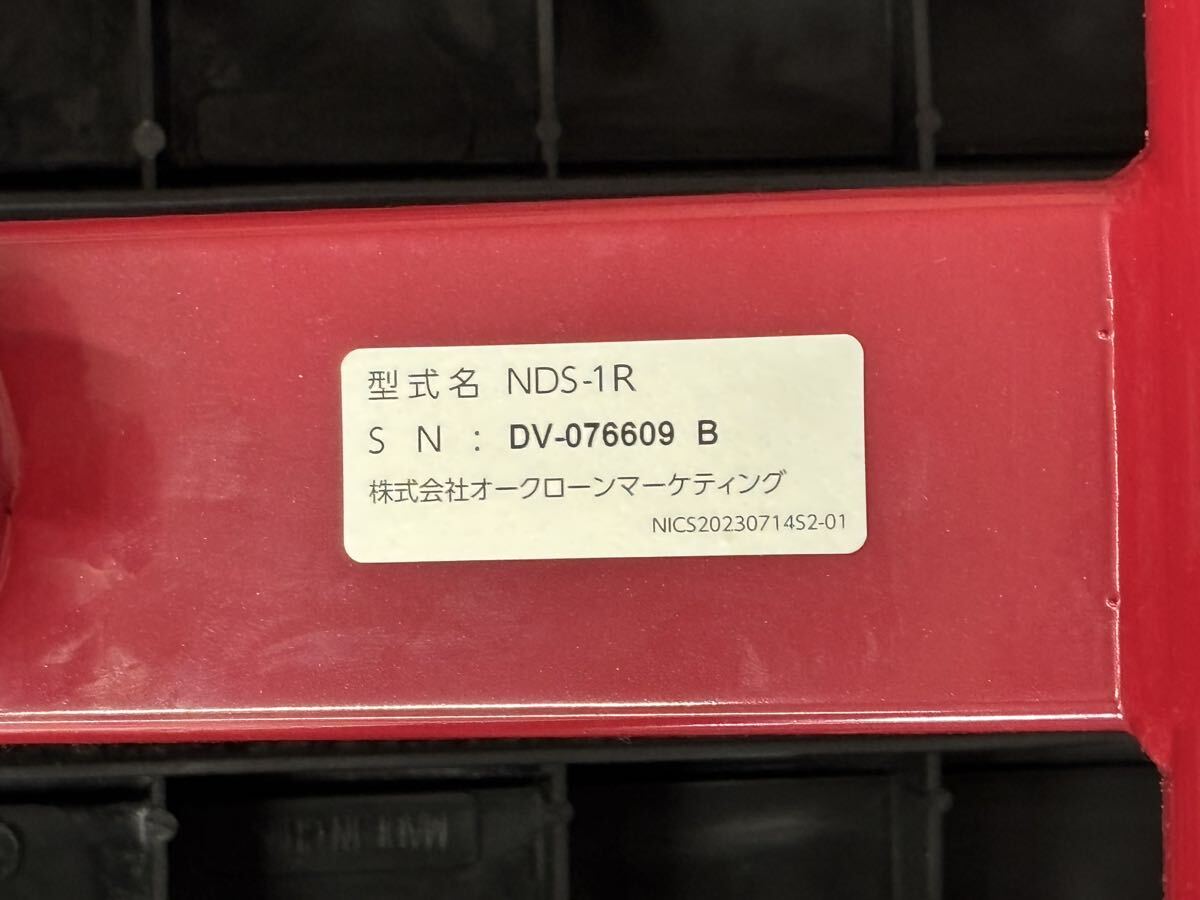 型式名 NDS-1R
SN: DV-076609 B
株式会社オークローンマーケティング
NICS20230714S2-01